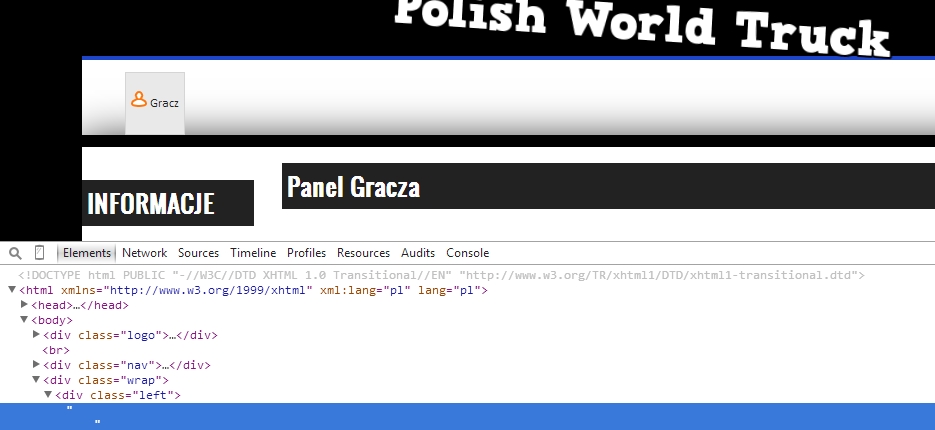 Polish World Truck
Gracz
Panel Gracza
INFORMACJE
Elements Network Sources Timeline Profiles Resources Audits Console
<!DOCTYPE html PUBLIC "-//W3C//DTD XHTML 1.0 Transitional//EN" "http://www.w3.org/TR/xhtml1/DTD/xhtml1-transitional.dtd">
▼<html xmlns="http://www.w3.org/1999/xhtml" xml:lang="pl" lang="pl">
▶<head>…</head>
▼<body>
▶<div class="logo">…</div>
<br>
▶<div class="nav">…</div>
▼<div class="wrap">
▼<div class="left">
"
"